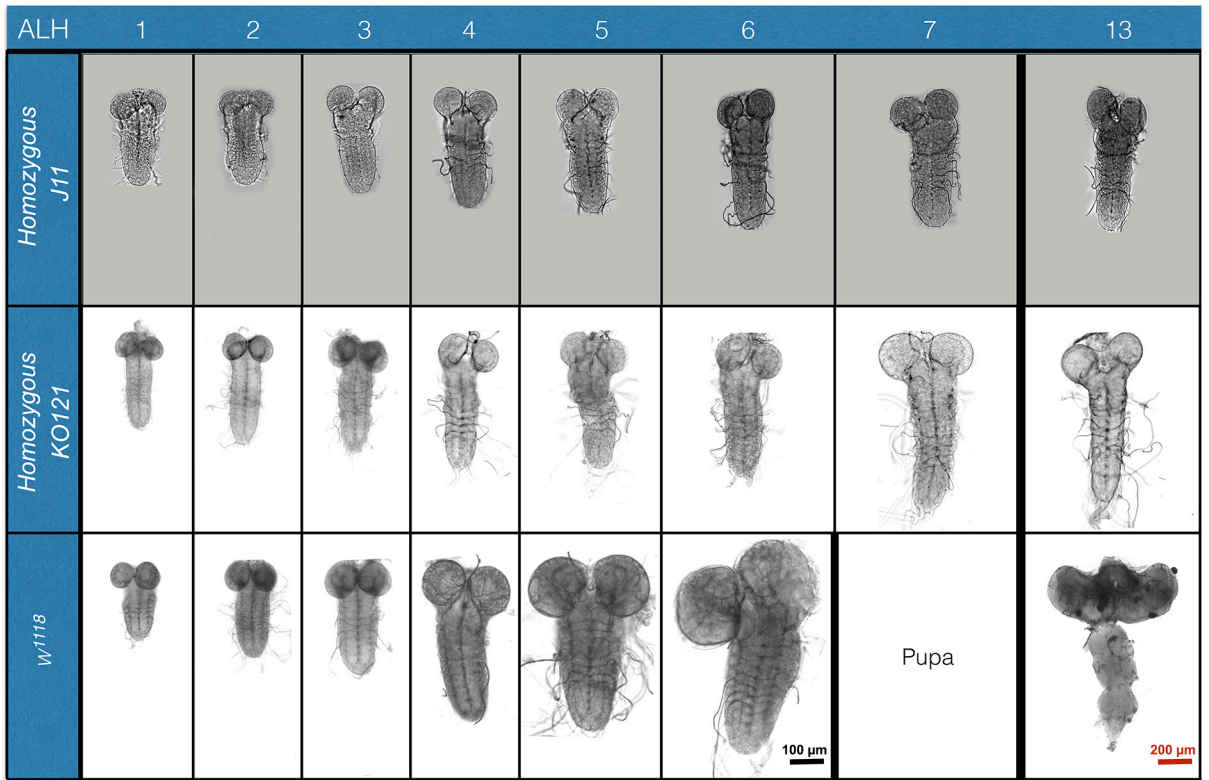 ALH 1 2 3 4 5 6 7 13
Homozygous
J11
Homozygous
KO121
W1118
Pupa
100 µm
200 µm